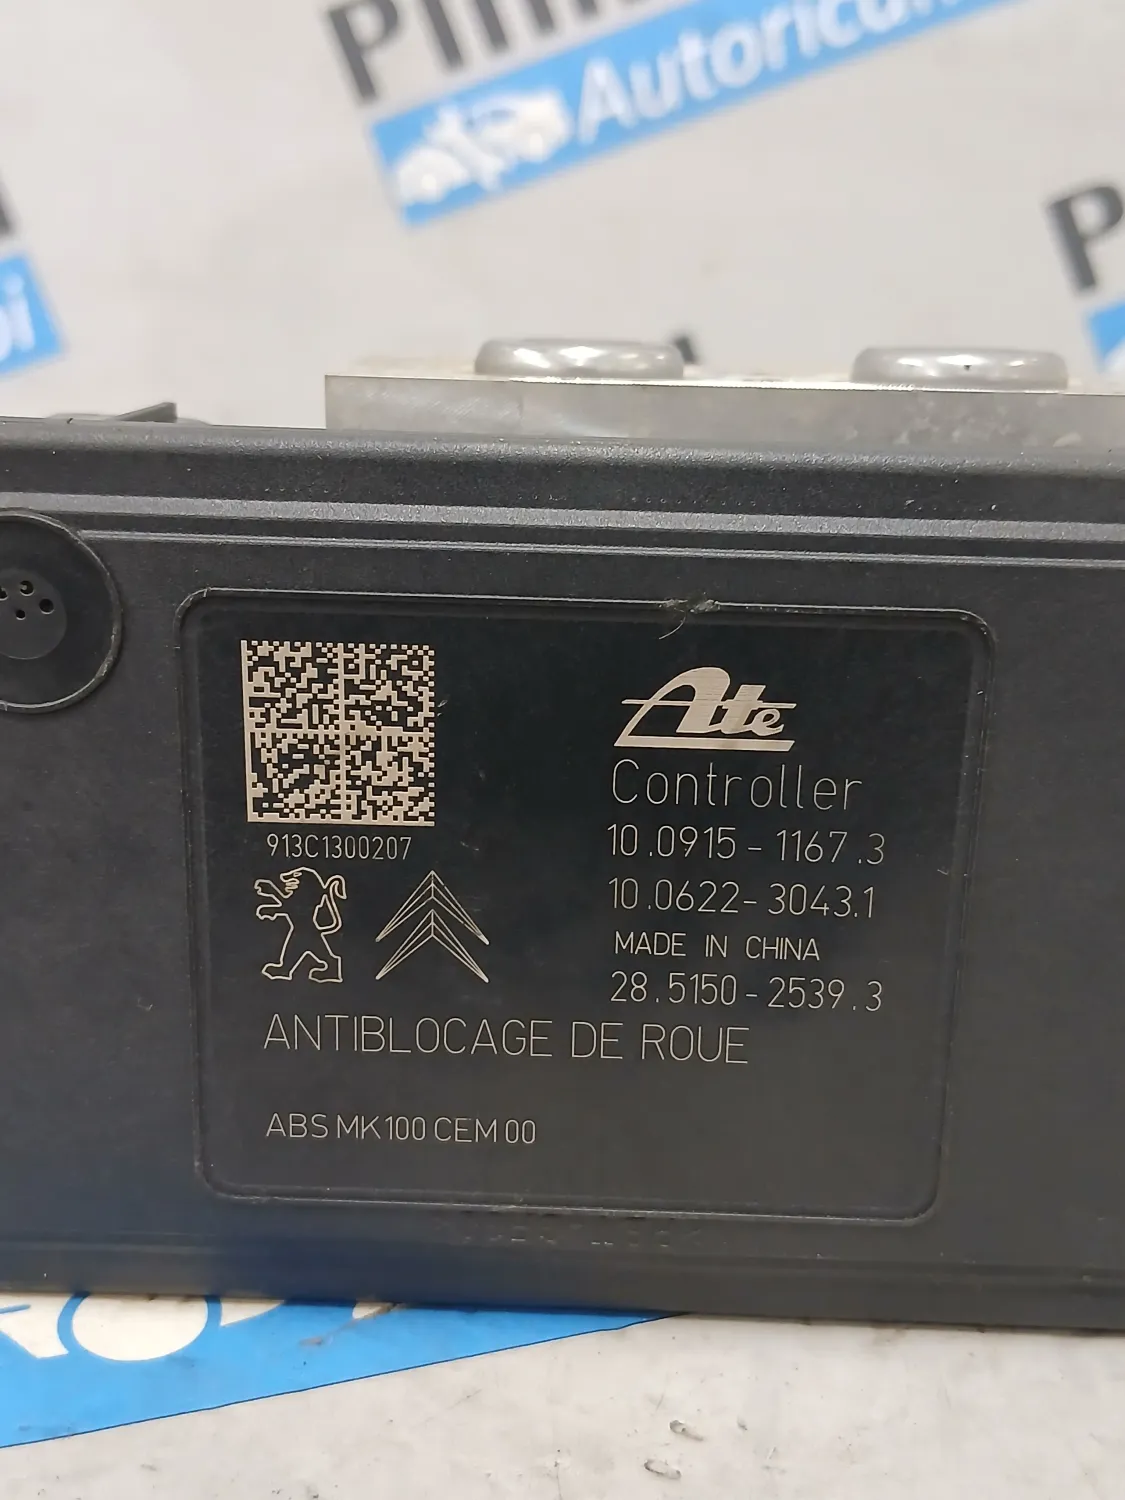 Autoric
913C1300207
Ate
Controller
10.0915-1167.3
10.0622-3043.1
MADE IN CHINA
28.5150-2539.3
ANTIBLOCAGE DE ROUE
ABS MK100 CEM 00